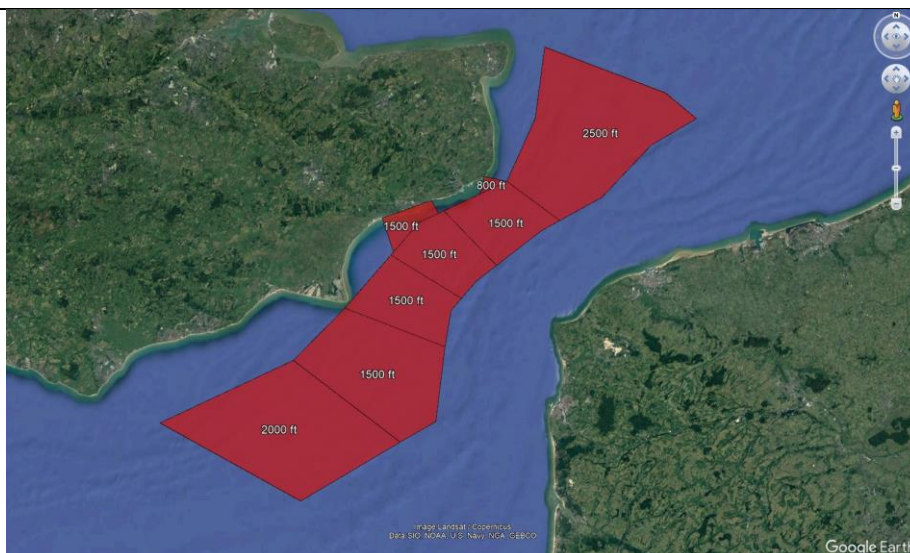 N
2500 ft
800 ft
1500 ft
1500 ft
1500 ft
1500 ft
1500 ft
2000 ft
Image Landsat / Copernicus
Data SIO, NOAA, U.S. Navy, NGA, GEBCO
Google Earth